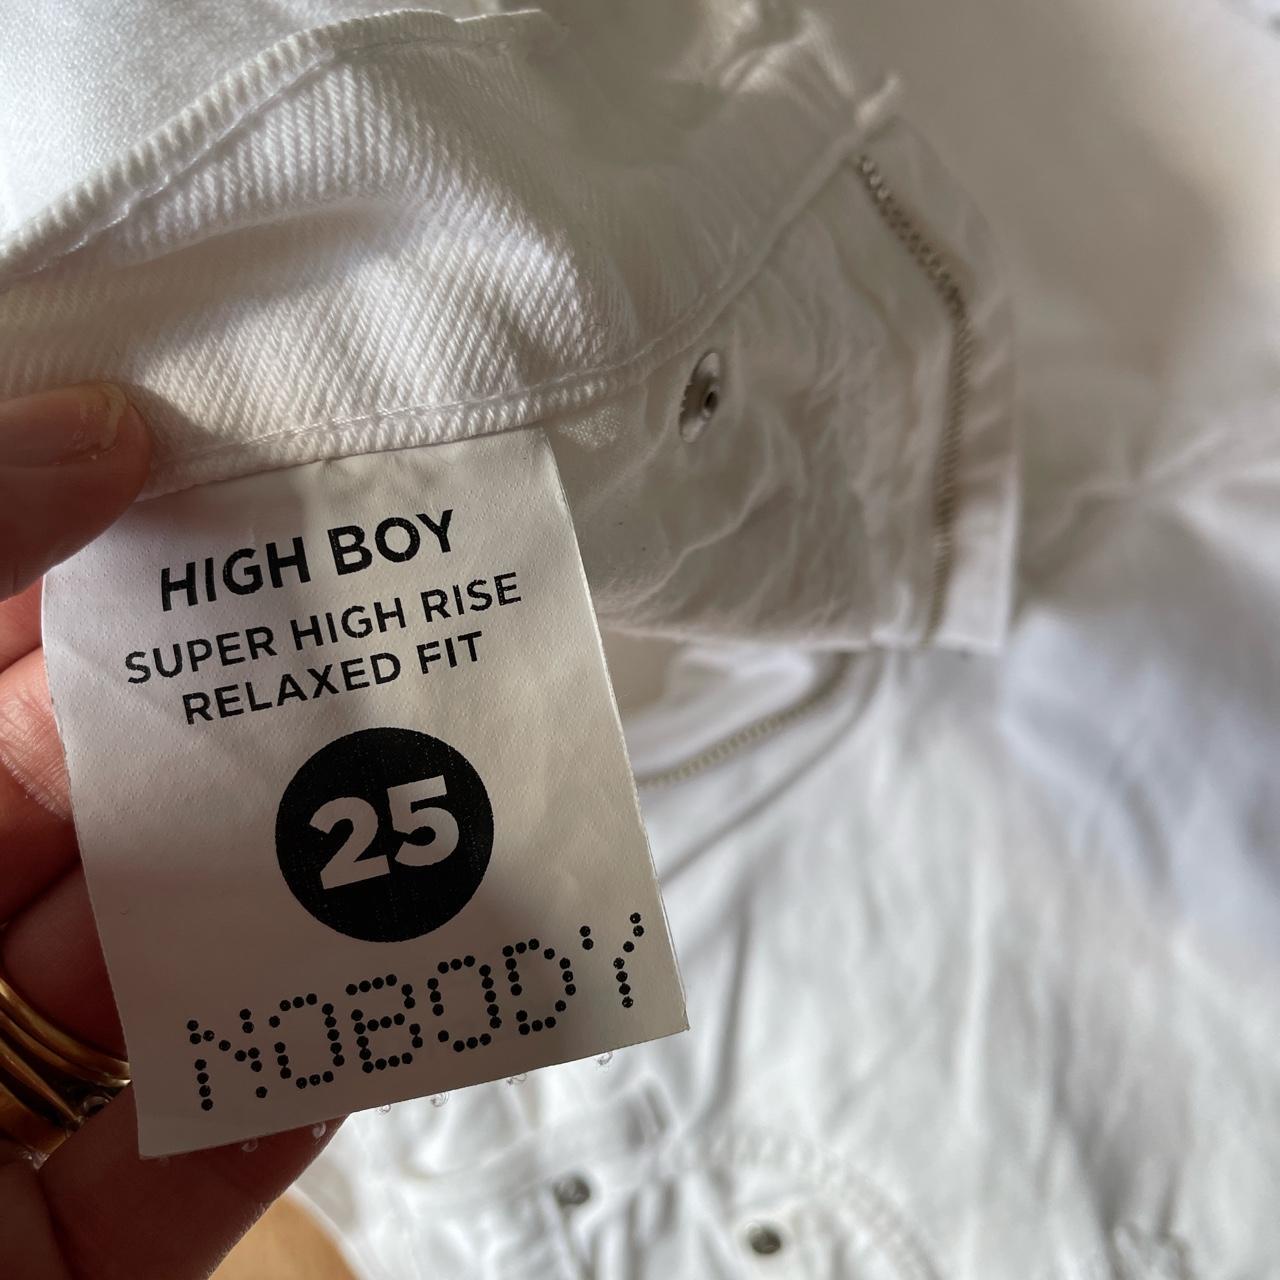 HIGH BOY
SUPER HIGH RISE
RELAXED FIT
25
NOBODY